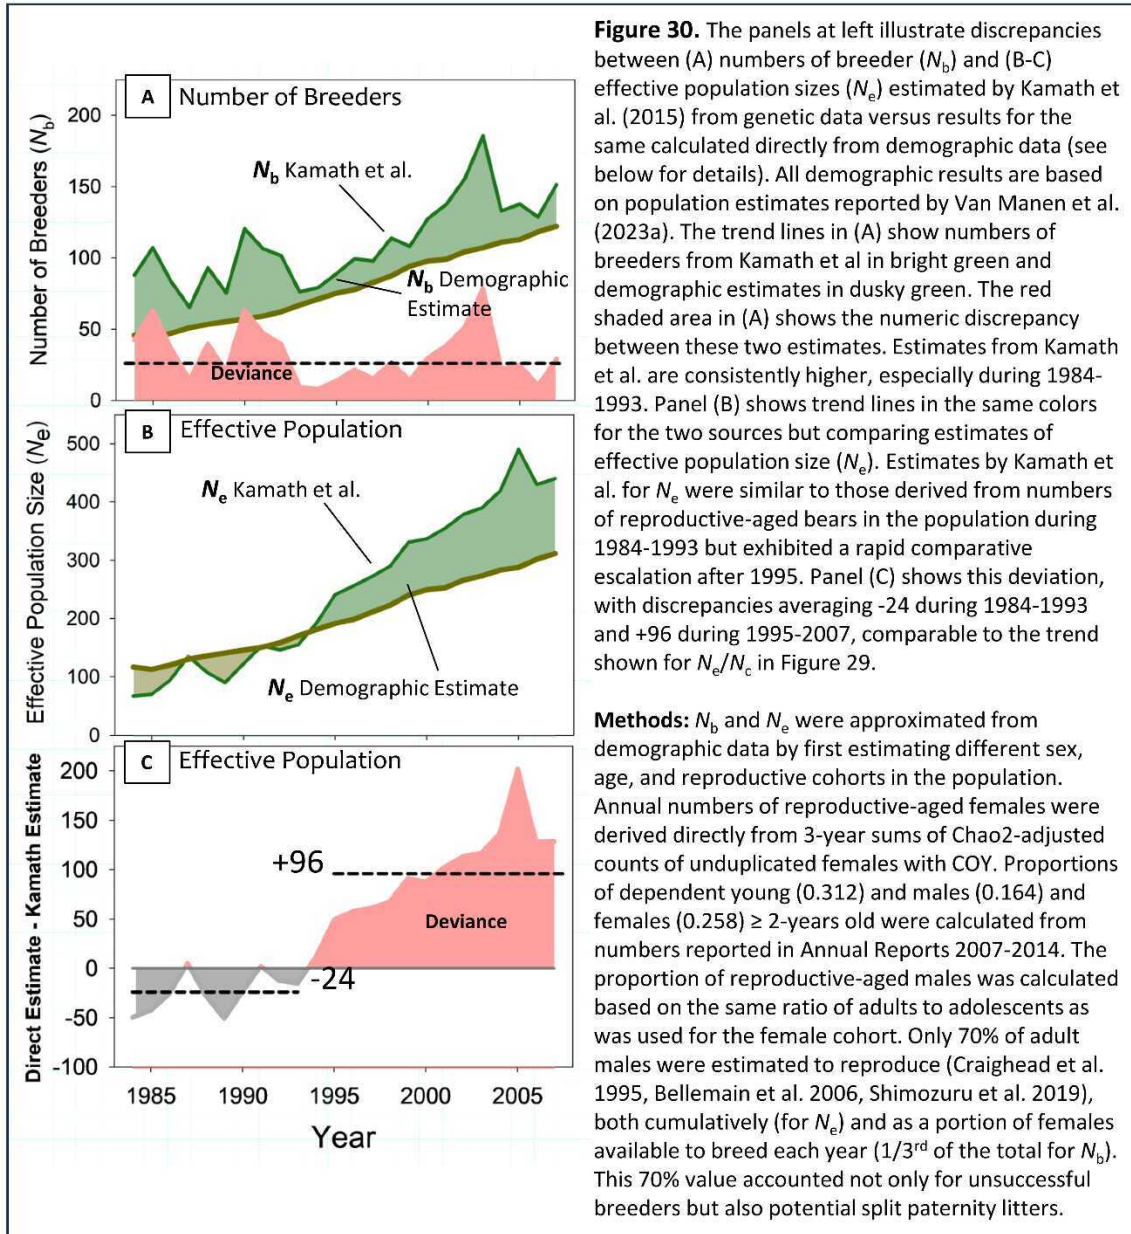 Figure 30. The panels at left illustrate discrepancies
between (A) numbers of breeder (Nb) and (B-C)
effective population sizes (Ne) estimated by Kamath et
al. (2015) from genetic data versus results for the
same calculated directly from demographic data (see
below for details). All demographic results are based
on population estimates reported by Van Manen et al.
(2023a). The trend lines in (A) show numbers of
breeders from Kamath et al in bright green and
demographic estimates in dusky green. The red
shaded area in (A) shows the numeric discrepancy
between these two estimates. Estimates from Kamath
et al. are consistently higher, especially during 1984-
1993. Panel (B) shows trend lines in the same colors
for the two sources but comparing estimates of
effective population size (Ne). Estimates by Kamath et
al. for Ne were similar to those derived from numbers
of reproductive-aged bears in the population during
1984-1993 but exhibited a rapid comparative
escalation after 1995. Panel (C) shows this deviation,
with discrepancies averaging -24 during 1984-1993
and +96 during 1995-2007, comparable to the trend
shown for Ne/Nc in Figure 29.
Methods: Nb and Ne were approximated from
demographic data by first estimating different sex,
age, and reproductive cohorts in the population.
Annual numbers of reproductive-aged females were
derived directly from 3-year sums of Chao2-adjusted
counts of unduplicated females with COY. Proportions
of dependent young (0.312) and males (0.164) and
females (0.258) ≥ 2-years old were calculated from
numbers reported in Annual Reports 2007-2014. The
proportion of reproductive-aged males was calculated
based on the same ratio of adults to adolescents as
was used for the female cohort. Only 70% of adult
males were estimated to reproduce (Craighead et al.
1995, Bellemain et al. 2006, Shimozuru et al. 2019),
both cumulatively (for Ne) and as a portion of females
available to breed each year (1/3rd of the total for Nb).
This 70% value accounted not only for unsuccessful
breeders but also potential split paternity litters.
A Number of Breeders
Number of Breeders (Nb)
200
150
100
50
0
Nb Kamath et al.
Nb Demographic
Estimate
Deviance
B Effective Population
Effective Population Size (Ne)
500
400
300
200
100
0
Ne Kamath et al.
Ne Demographic Estimate
C Effective Population
Direct Estimate - Kamath Estimate
200
150
100
50
0
-50
-100
+96
Deviance
-24
1985 1990 1995 2000 2005
Year